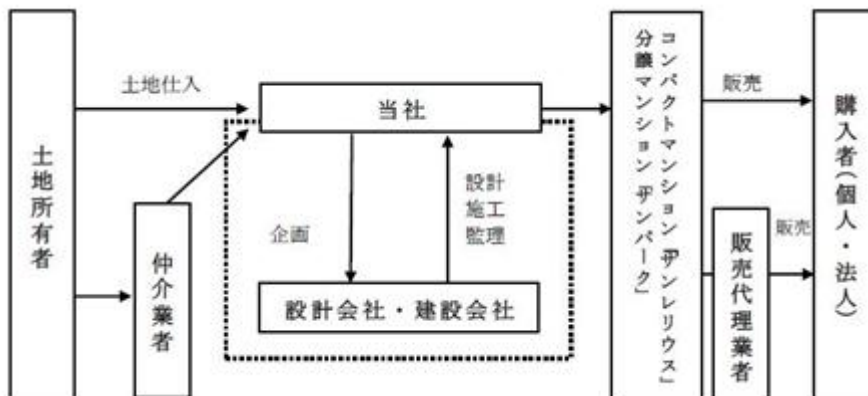 土地所有者
土地仕入
仲介業者
当社
企画
設計
施工
監理
設計会社・建設会社
コンパクトマンション「サンレリウス」
分譲マンション「サンパーク」
販売
販売代理業者
販売
購入者(個人・法人)